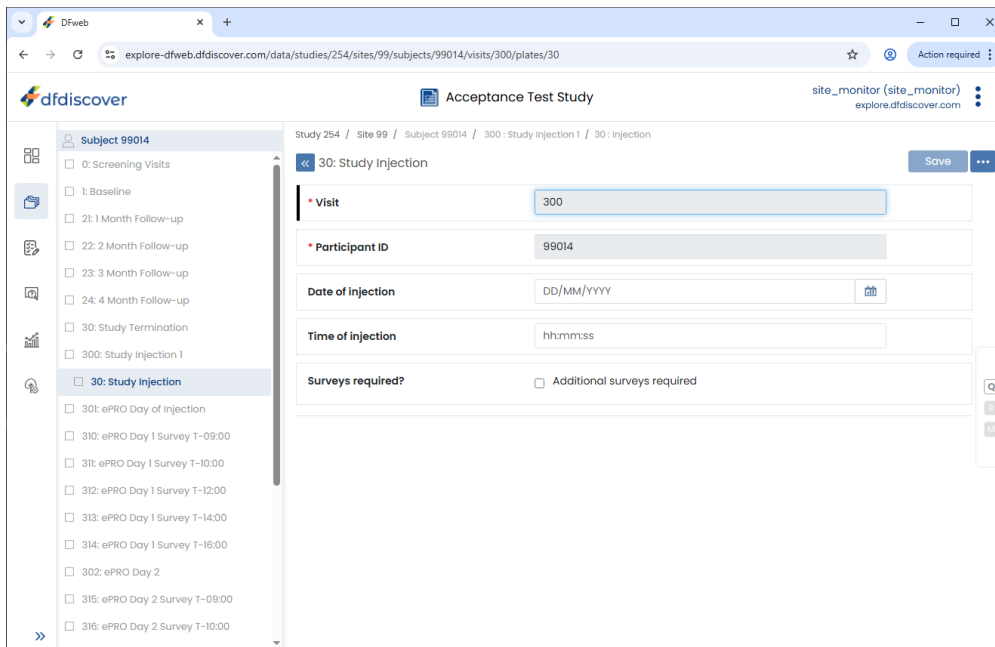 DFweb
explore-dfweb.dfdiscover.com/data/studies/254/sites/99/subjects/99014/visits/300/plates/30
Action required
dfdiscover
Acceptance Test Study
site_monitor (site_monitor)
explore.dfdiscover.com
Subject 99014
0: Screening Visits
1: Baseline
21: 1 Month Follow-up
22: 2 Month Follow-up
23: 3 Month Follow-up
24: 4 Month Follow-up
30: Study Termination
300: Study Injection 1
30: Study Injection
301: ePRO Day of Injection
310: ePRO Day 1 Survey T-09:00
311: ePRO Day 1 Survey T-10:00
312: ePRO Day 1 Survey T-12:00
313: ePRO Day 1 Survey T-14:00
314: ePRO Day 1 Survey T-16:00
302: ePRO Day 2
315: ePRO Day 2 Survey T-09:00
316: ePRO Day 2 Survey T-10:00
Study 254 / Site 99 / Subject 99014 / 300 : Study Injection 1 / 30 : Injection
30: Study Injection
Save
* Visit 300
* Participant ID 99014
Date of injection DD/MM/YYYY
Time of injection hh:mm:ss
Surveys required? Additional surveys required
Q
R
M